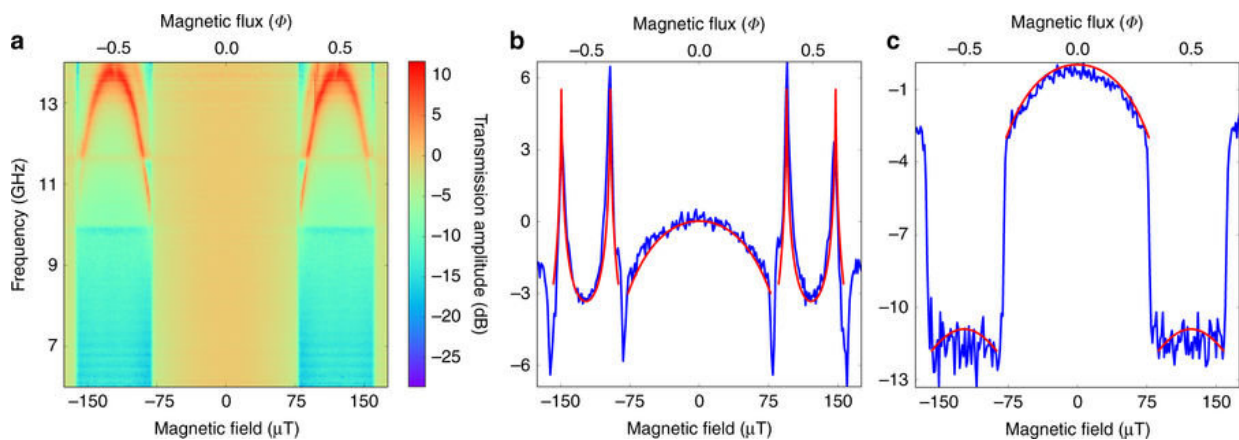 a
Magnetic flux (Φ)
−0.5 0.0 0.5
Frequency (GHz)
13
11
9
7
−150 −75 0 75 150
Magnetic field (μT)
10
5
0
−5
−10
−15
−20
−25
Transmission amplitude (dB)
b
Magnetic flux (Φ)
−0.5 0.0 0.5
6
3
0
−3
−6
−150 −75 0 75 150
Magnetic field (μT)
c
Magnetic flux (Φ)
−0.5 0.0 0.5
−1
−4
−7
−10
−13
−150 −75 0 75 150
Magnetic field (μT)